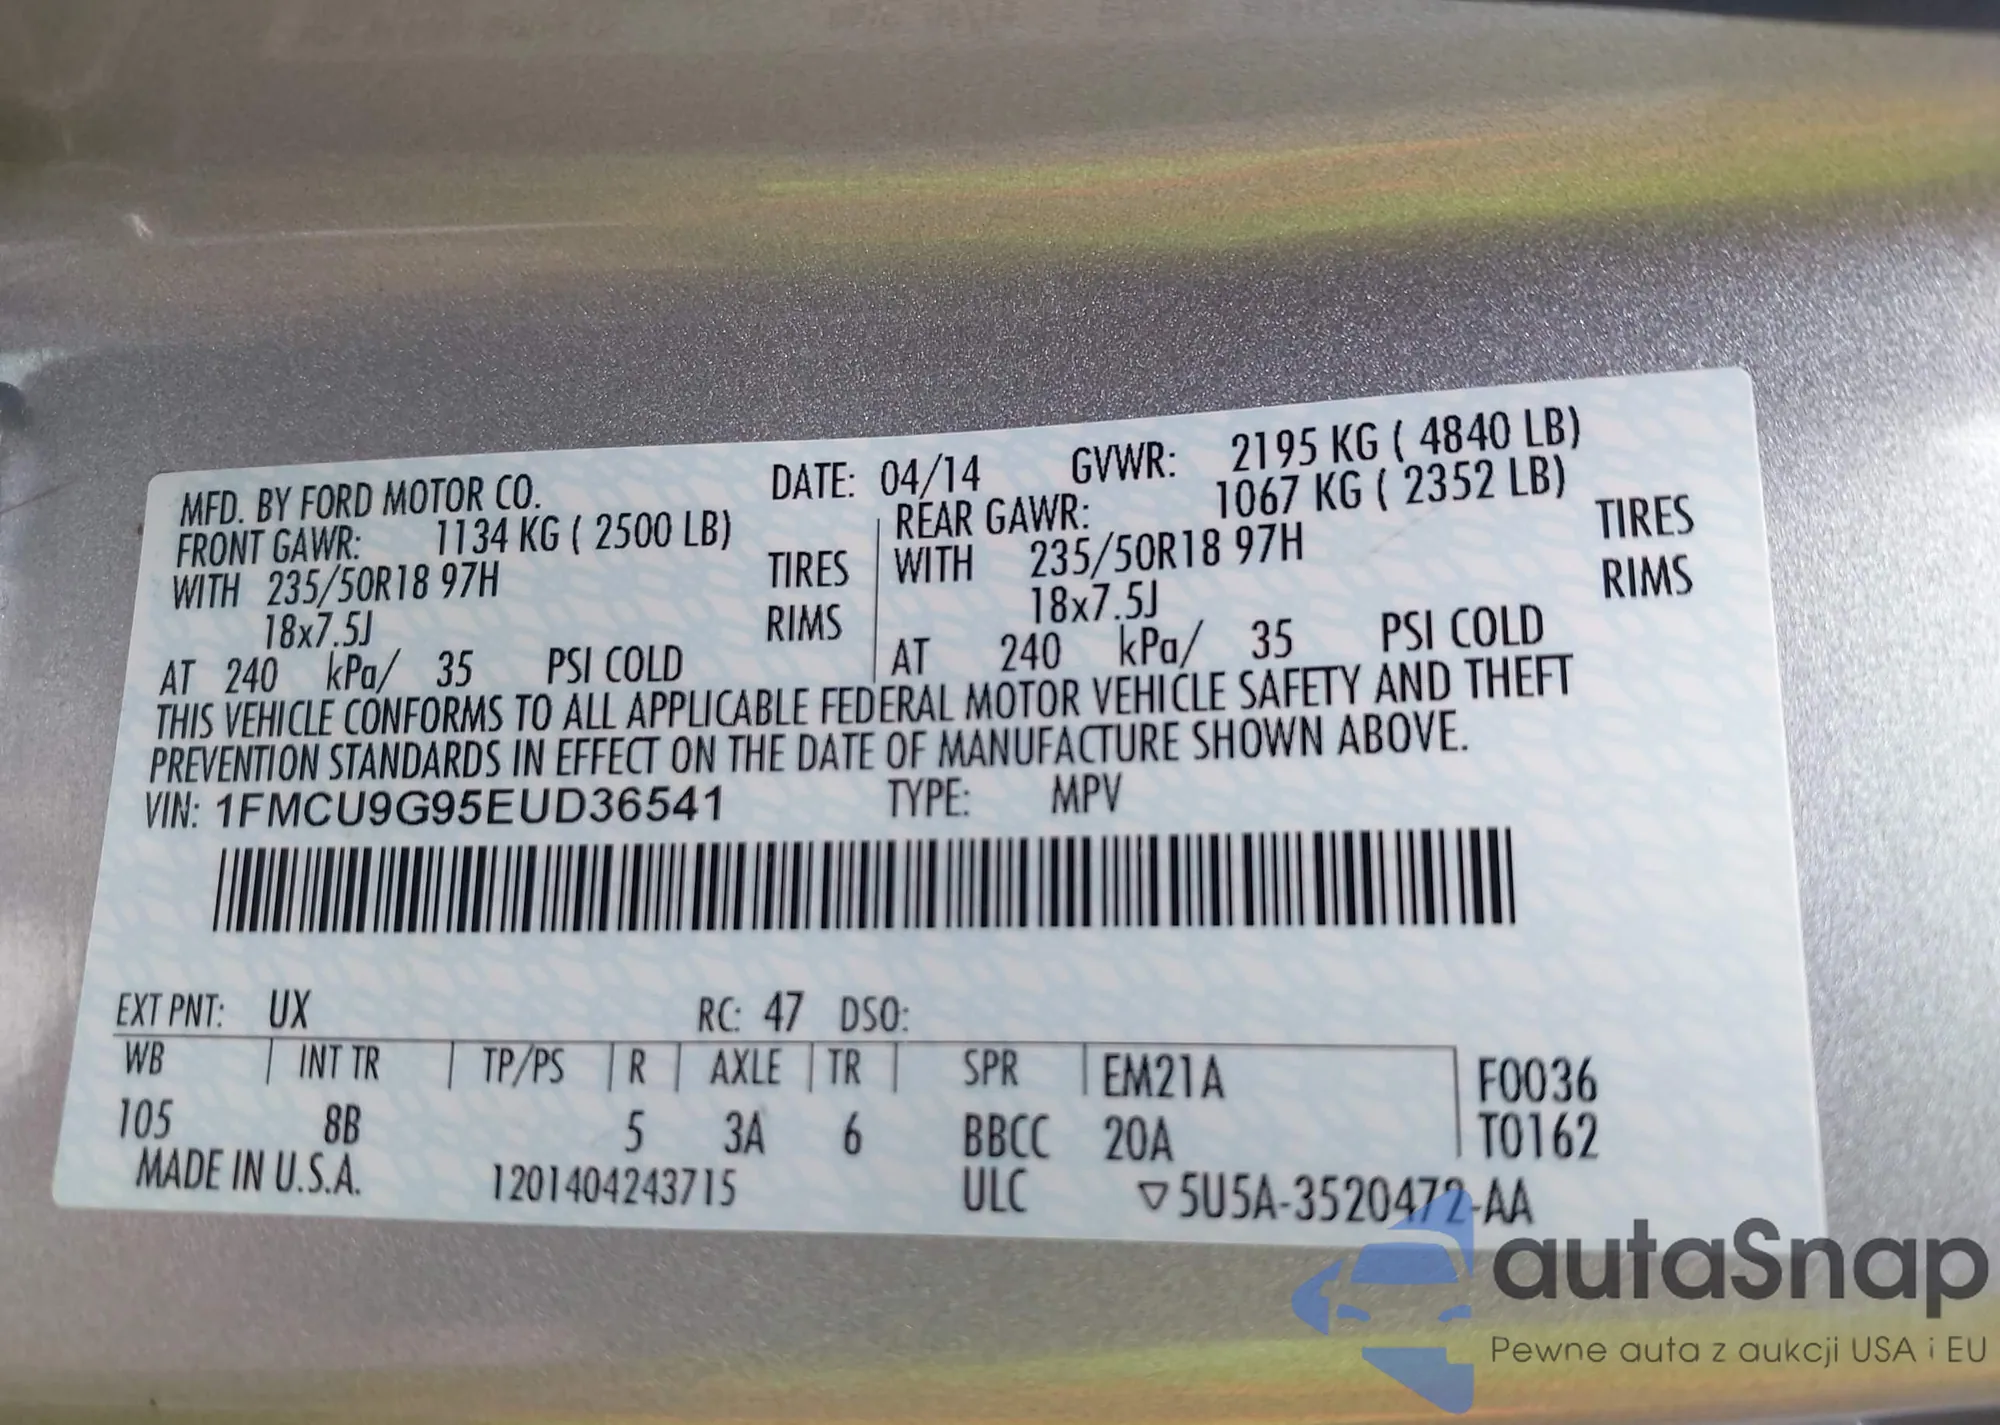 MFD. BY FORD MOTOR CO. DATE: 04/14 GVWR: 2195 KG ( 4840 LB)
FRONT GAWR: 1134 KG ( 2500 LB) REAR GAWR: 1067 KG ( 2352 LB)
WITH 235/50R18 97H TIRES WITH 235/50R18 97H TIRES
18x7.5J RIMS 18x7.5J RIMS
AT 240 kPa/ 35 PSI COLD AT 240 kPa/ 35 PSI COLD
THIS VEHICLE CONFORMS TO ALL APPLICABLE FEDERAL MOTOR VEHICLE SAFETY AND THEFT
PREVENTION STANDARDS IN EFFECT ON THE DATE OF MANUFACTURE SHOWN ABOVE.
VIN: 1FMCU9G95EUD36541 TYPE: MPV
EXT PNT: UX RC: 47 DSO:
WB INT TR TP/PS R AXLE TR SPR EM21A F0036
105 8B 5 3A 6 BBCC 20A T0162
MADE IN U.S.A. 1201404243715 ULC ▽5U5A-3520472-AA
autaSnap
Pewne auta z aukcji USA i EU